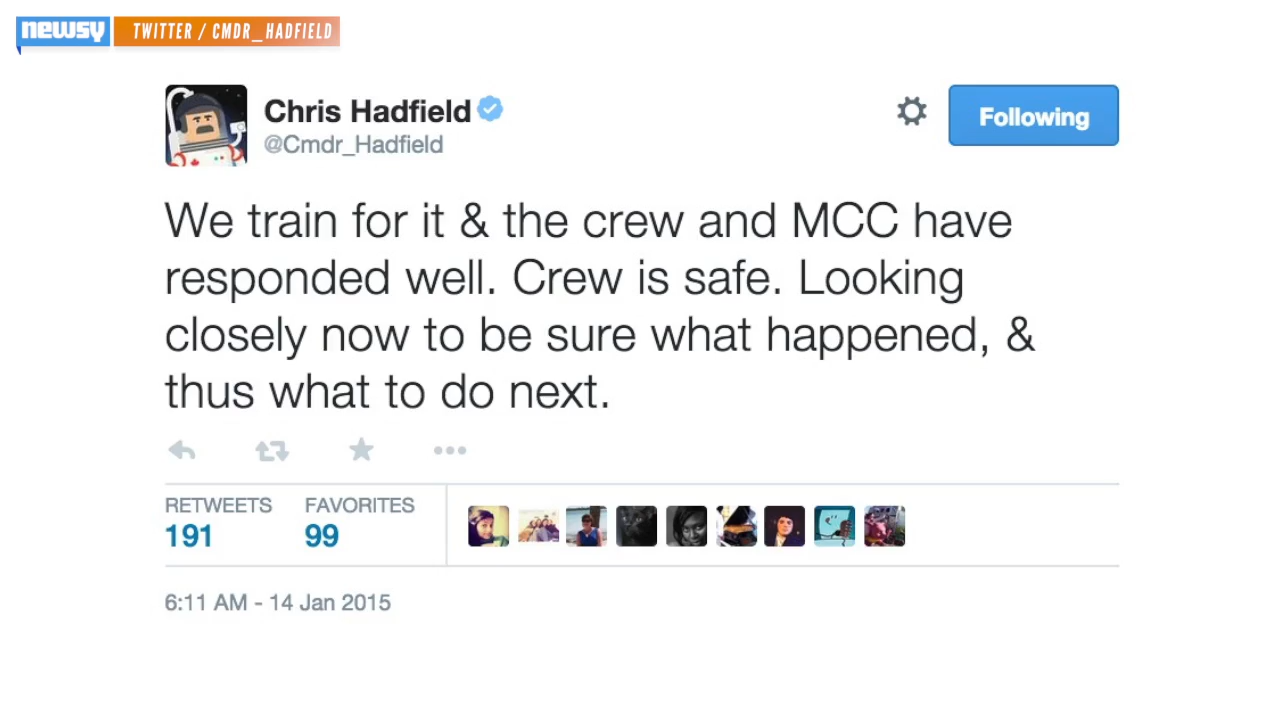 newsy TWITTER / CMDR_HADFIELD
Chris Hadfield
@Cmdr_Hadfield
Following
We train for it & the crew and MCC have
responded well. Crew is safe. Looking
closely now to be sure what happened, &
thus what to do next.
RETWEETS FAVORITES
191 99
6:11 AM - 14 Jan 2015